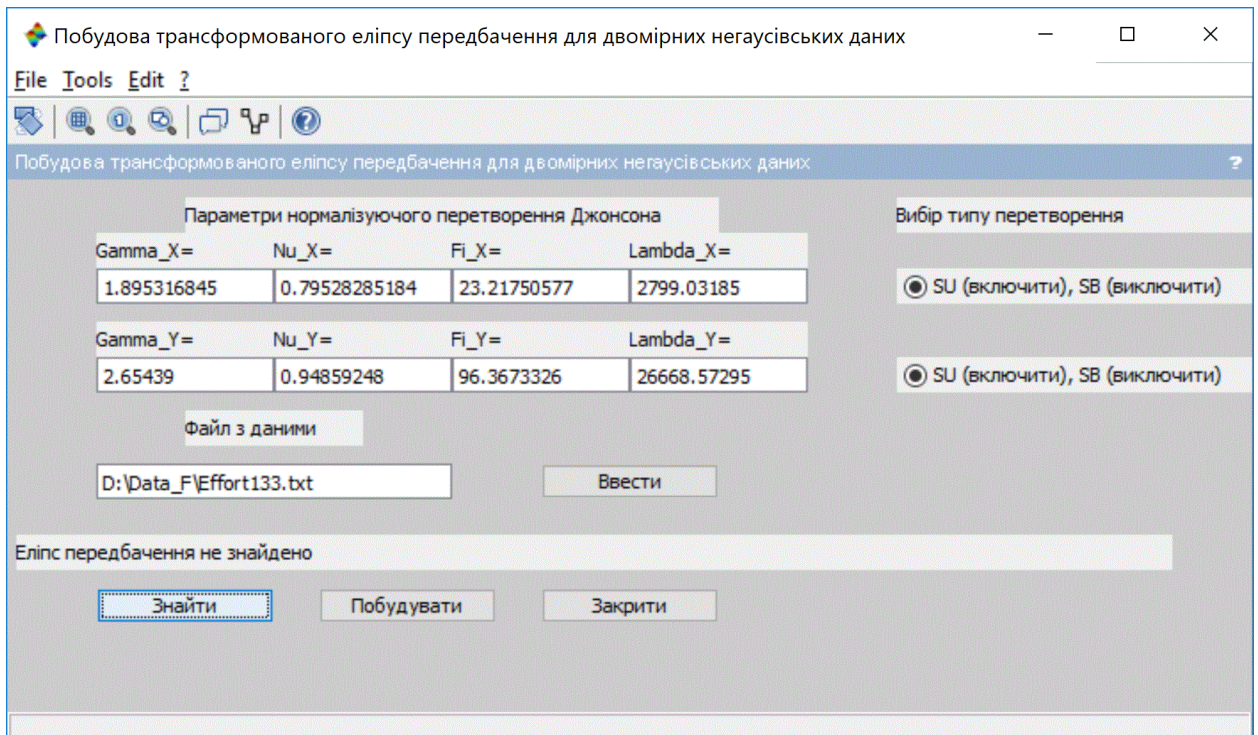 Побудова трансформованого еліпсу передбачення для двомірних негаусівських даних
File Tools Edit ?
Побудова трансформованого еліпсу передбачення для двомірних негаусівських даних ?
Параметри нормалізуючого перетворення Джонсона Вибір типу перетворення
Gamma_X= Nu_X= Fi_X= Lambda_X=
1.895316845 0.79528285184 23.21750577 2799.03185 SU (включити), SB (виключити)
Gamma_Y= Nu_Y= Fi_Y= Lambda_Y=
2.65439 0.94859248 96.3673326 26668.57295 SU (включити), SB (виключити)
Файл з даними
D:\Data_F\Effort133.txt Ввести
Еліпс передбачення не знайдено
Знайти Побудувати Закрити